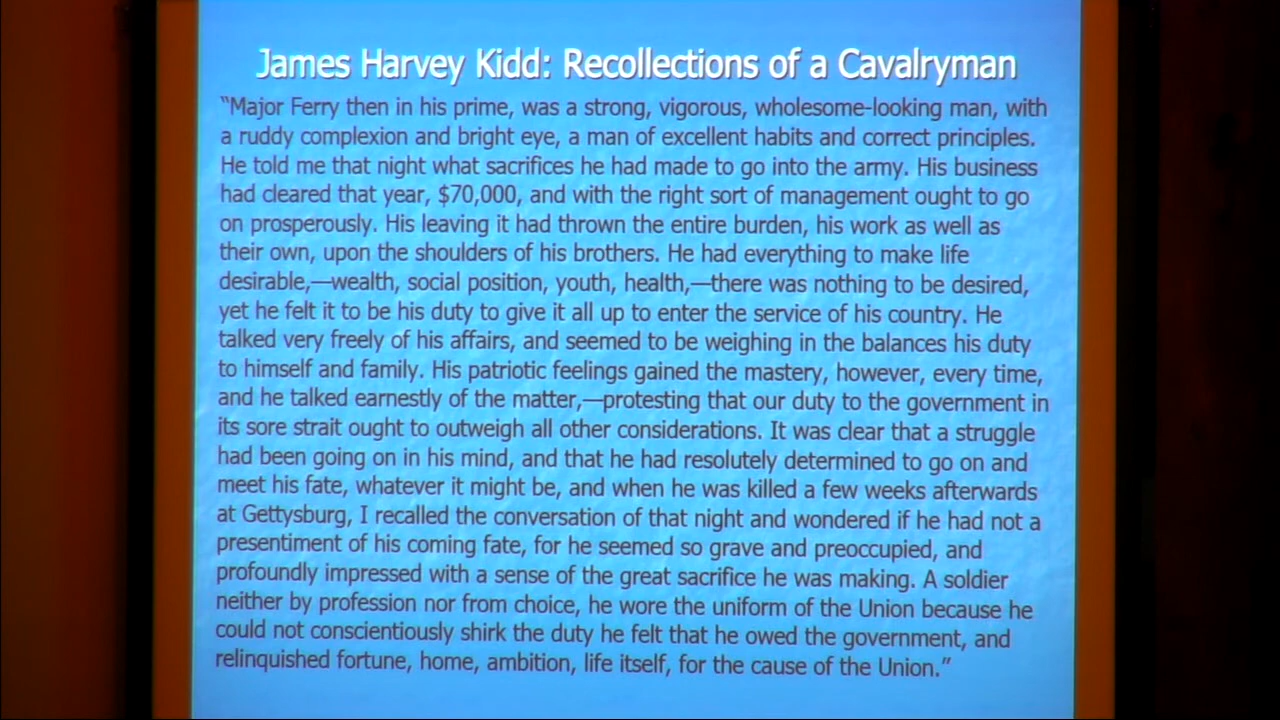 James Harvey Kidd: Recollections of a Cavalryman
“Major Ferry then in his prime, was a strong, vigorous, wholesome-looking man, with
a ruddy complexion and bright eye, a man of excellent habits and correct principles.
He told me that night what sacrifices he had made to go into the army. His business
had cleared that year, $70,000, and with the right sort of management ought to go
on prosperously. His leaving it had thrown the entire burden, his work as well as
their own, upon the shoulders of his brothers. He had everything to make life
desirable,—wealth, social position, youth, health,—there was nothing to be desired,
yet he felt it to be his duty to give it all up to enter the service of his country. He
talked very freely of his affairs, and seemed to be weighing in the balances his duty
to himself and family. His patriotic feelings gained the mastery, however, every time,
and he talked earnestly of the matter,—protesting that our duty to the government in
its sore strait ought to outweigh all other considerations. It was clear that a struggle
had been going on in his mind, and that he had resolutely determined to go on and
meet his fate, whatever it might be, and when he was killed a few weeks afterwards
at Gettysburg, I recalled the conversation of that night and wondered if he had not a
presentiment of his coming fate, for he seemed so grave and preoccupied, and
profoundly impressed with a sense of the great sacrifice he was making. A soldier
neither by profession nor from choice, he wore the uniform of the Union because he
could not conscientiously shirk the duty he felt that he owed the government, and
relinquished fortune, home, ambition, life itself, for the cause of the Union.”